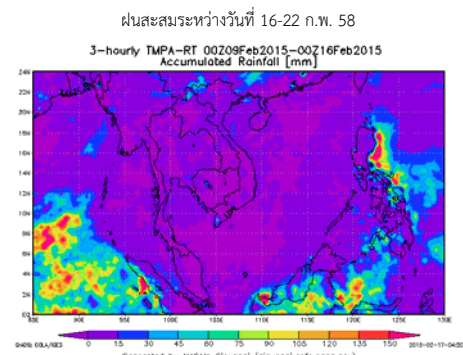 ฝนสะสมระหว่างวันที่ 16-22 ก.พ. 58
3-hourly TMPA-RT 00Z09Feb2015-00Z16Feb2015
Accumulated Rainfall [mm]
24N
22N
20N
18N
16N
14N
12N
10N
8N
6N
4N
2N
EQ
85E 90E 95E 100E 105E 110E 115E 120E 125E 130E
0 15 30 45 60 75 90 105 120 135 150
GrADS: COLA/IGES 2015-02-17-04:50